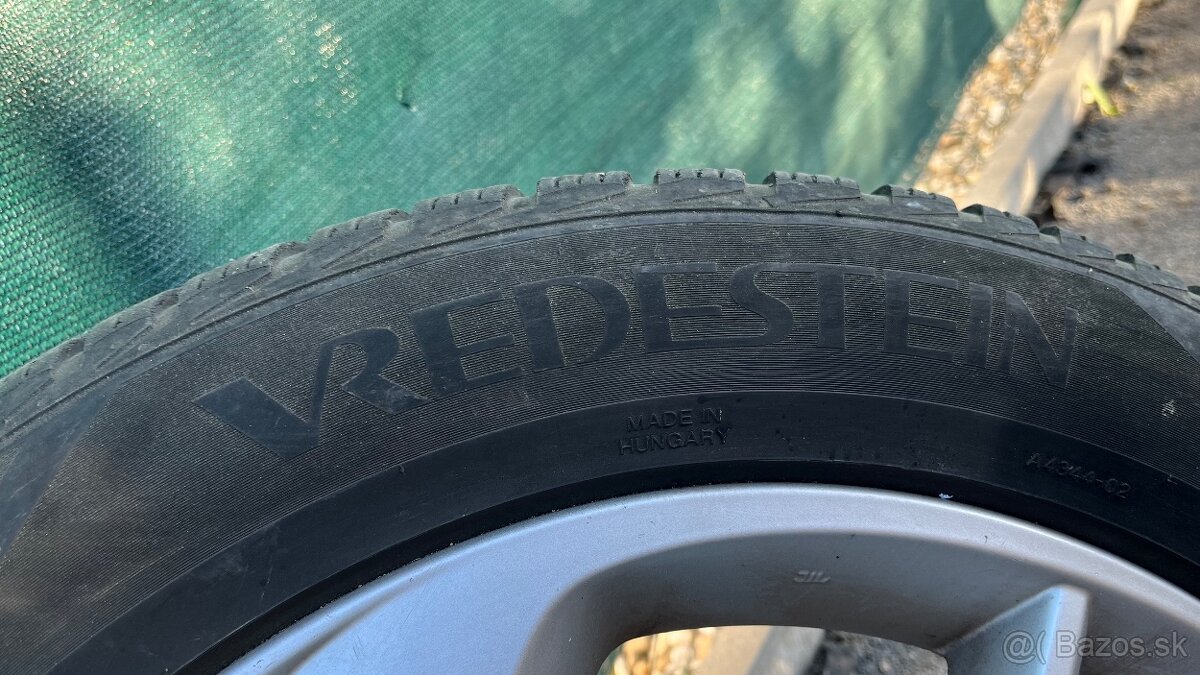 VREDESTEIN
MADE IN
HUNGARY
A4344-02
@( Bazos.sk